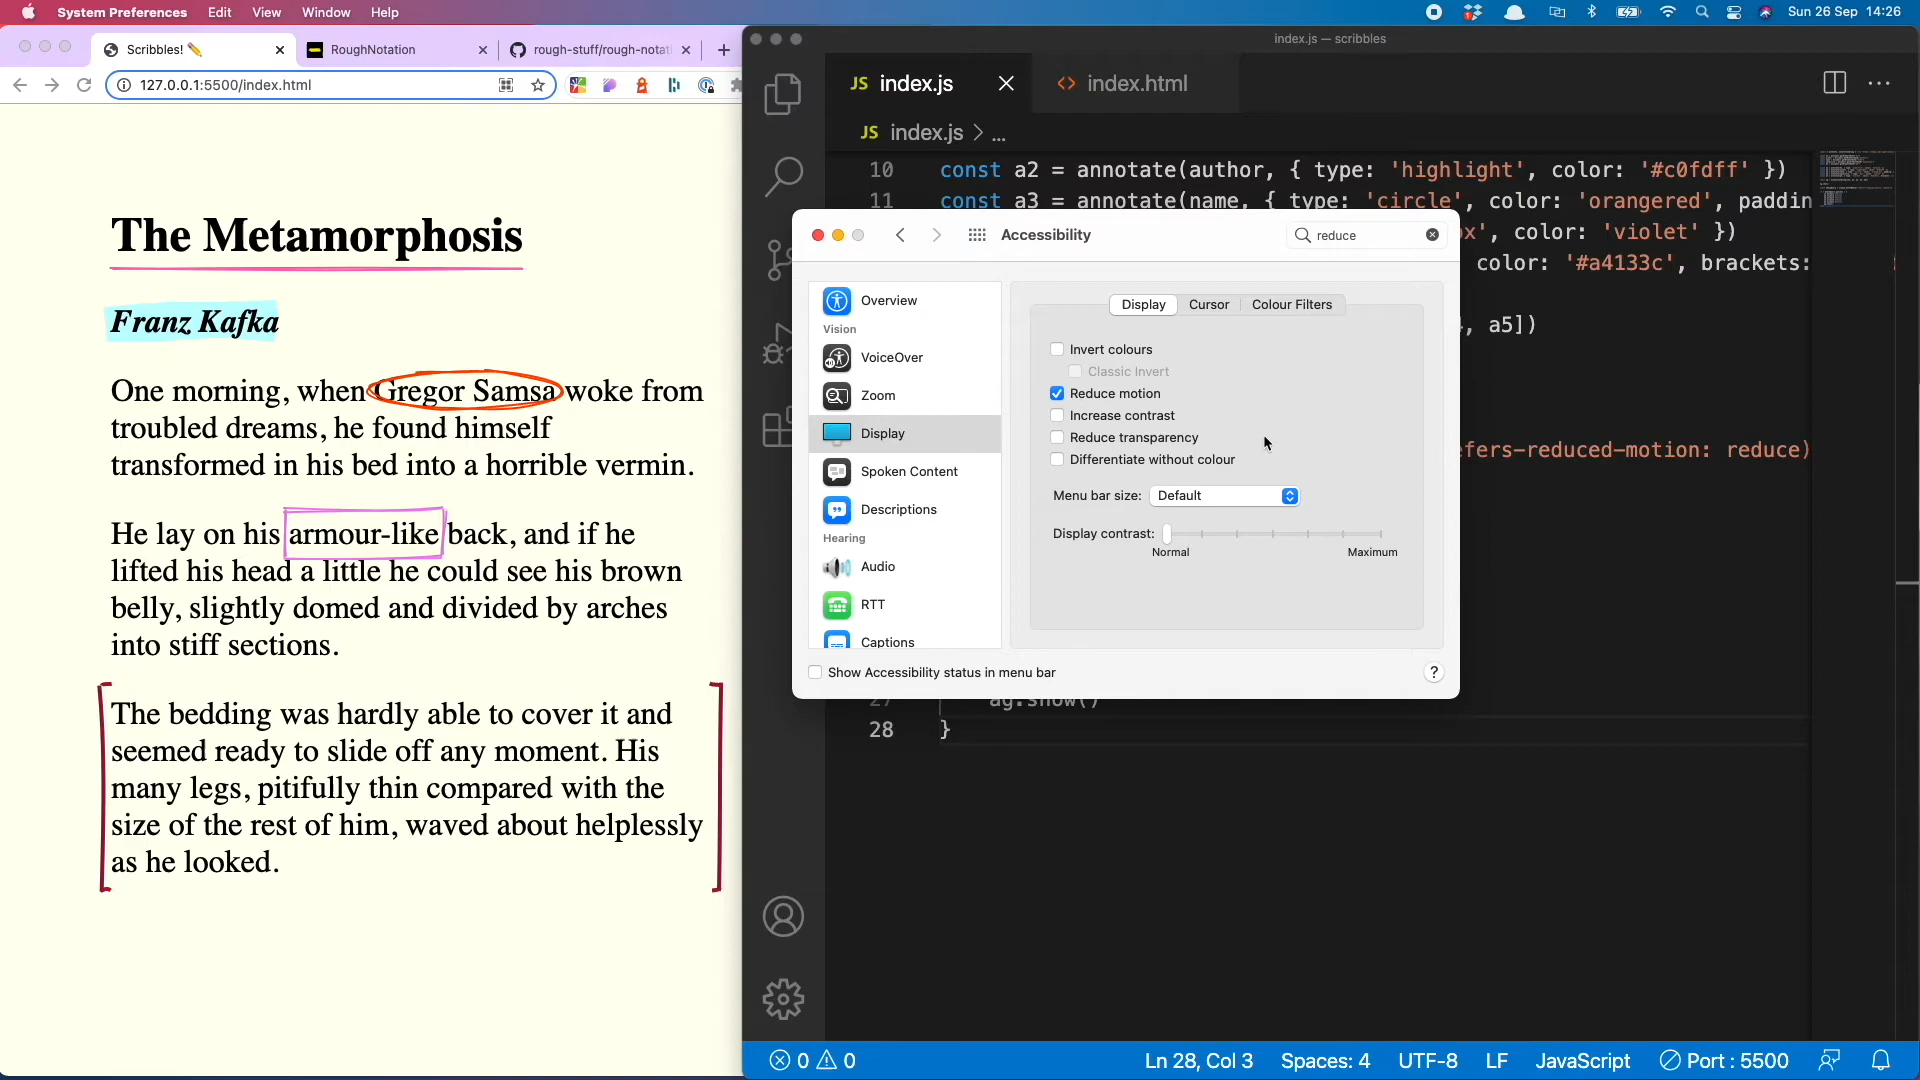 System Preferences Edit View Window Help
Sun 26 Sep 14:26
Scribbles! ✏️
RoughNotation
rough-stuff/rough-notati
127.0.0.1:5500/index.html
The Metamorphosis
Franz Kafka
One morning, when Gregor Samsa woke from
troubled dreams, he found himself
transformed in his bed into a horrible vermin.
He lay on his armour-like back, and if he
lifted his head a little he could see his brown
belly, slightly domed and divided by arches
into stiff sections.
The bedding was hardly able to cover it and
seemed ready to slide off any moment. His
many legs, pitifully thin compared with the
size of the rest of him, waved about helplessly
as he looked.
index.js — scribbles
JS index.js
<> index.html
JS index.js > ...
10 const a2 = annotate(author, { type: 'highlight', color: '#c0fdff' })
11 const a3 = annotate(name, { type: 'circle', color: 'orangered', paddin
ox', color: 'violet' })
color: '#a4133c', brackets:
, a5])
fers-reduced-motion: reduce)
27 ag.show()
28 }
Accessibility
reduce
Overview
Vision
VoiceOver
Zoom
Display
Spoken Content
Descriptions
Hearing
Audio
RTT
Captions
Display Cursor Colour Filters
Invert colours
Classic Invert
Reduce motion
Increase contrast
Reduce transparency
Differentiate without colour
Menu bar size: Default
Display contrast:
Normal Maximum
Show Accessibility status in menu bar
?
0 0
Ln 28, Col 3 Spaces: 4 UTF-8 LF JavaScript Port : 5500